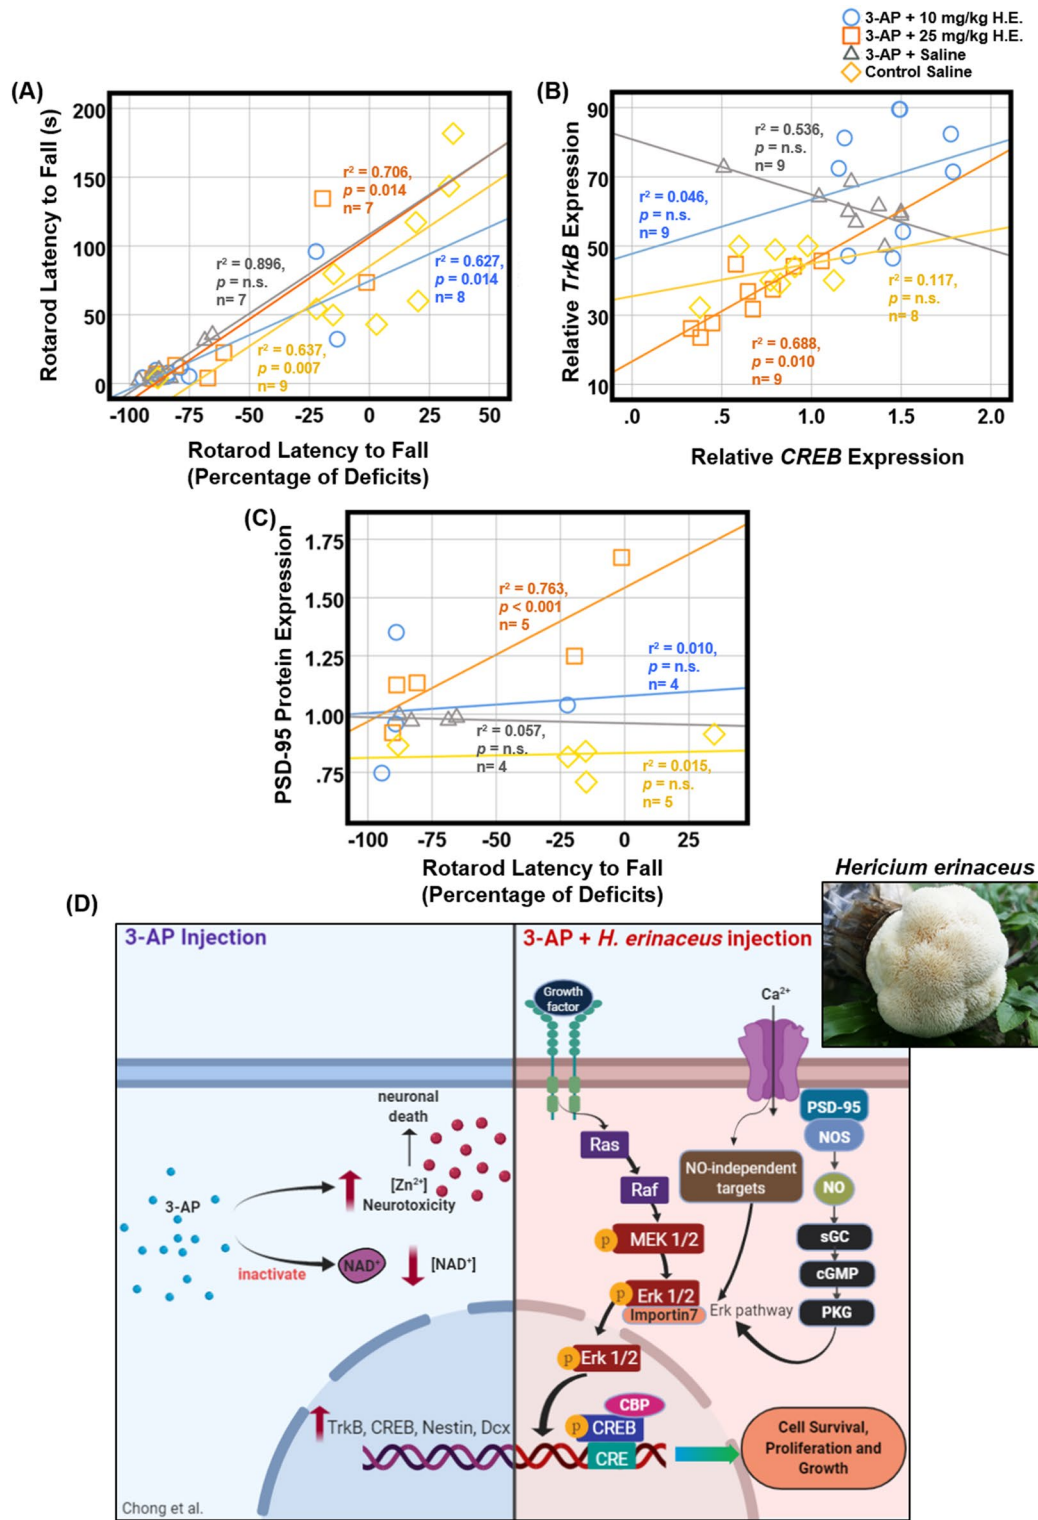 3-AP + 10 mg/kg H.E.
3-AP + 25 mg/kg H.E.
3-AP + Saline
Control Saline
(A)
Rotarod Latency to Fall (s)
200
150
100
50
0
r² = 0.706,
p = 0.014
n= 7
r² = 0.896,
p = n.s.
n= 7
r² = 0.627,
p = 0.014
n= 8
r² = 0.637,
p = 0.007
n= 9
-100 -75 -50 -25 0 25 50
Rotarod Latency to Fall
(Percentage of Deficits)
(B)
Relative TrkB Expression
90
70
50
30
10
r² = 0.536,
p = n.s.
n= 9
r² = 0.046,
p = n.s.
n= 9
r² = 0.117,
p = n.s.
n= 8
r² = 0.688,
p = 0.010
n= 9
.0 .5 1.0 1.5 2.0
Relative CREB Expression
(C)
PSD-95 Protein Expression
1.75
1.50
1.25
1.00
.75
r² = 0.763,
p < 0.001
n= 5
r² = 0.010,
p = n.s.
n= 4
r² = 0.057,
p = n.s.
n= 4
r² = 0.015,
p = n.s.
n= 5
-100 -75 -50 -25 0 25
Rotarod Latency to Fall
(Percentage of Deficits)
Hericium erinaceus
(D)
3-AP Injection
3-AP + H. erinaceus injection
Growth
factor
Ca²⁺
neuronal
death
3-AP
[Zn²⁺]
Neurotoxicity
inactivate
NAD⁺
[NAD⁺]
Ras
Raf
p MEK 1/2
p Erk 1/2
Importin7
p Erk 1/2
NO-independent
targets
PSD-95
NOS
NO
sGC
cGMP
PKG
Erk pathway
TrkB, CREB, Nestin, Dcx
CBP
p CREB
CRE
Cell Survival,
Proliferation and
Growth
Chong et al.